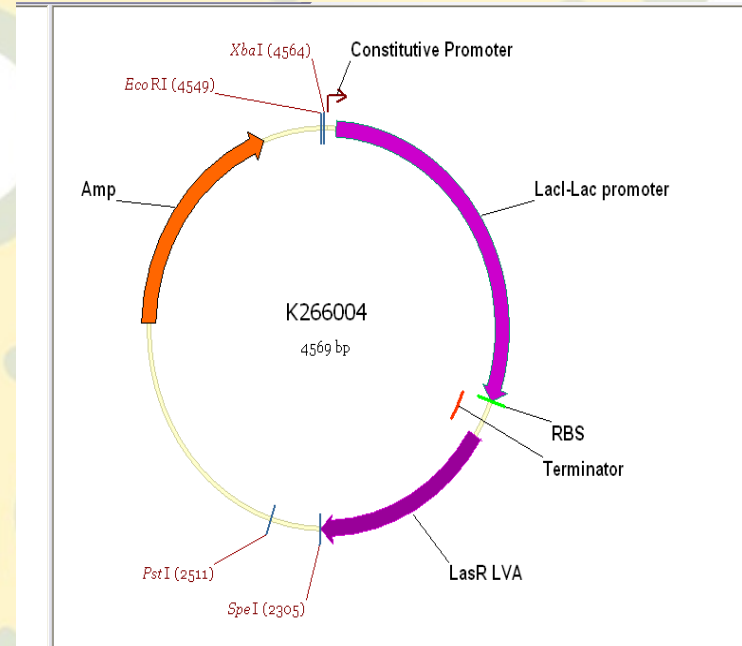 XbaI (4564)
Constitutive Promoter
EcoRI (4549)
Amp
LacI-Lac promoter
K266004
4569 bp
RBS
Terminator
PstI (2511)
LasR LVA
SpeI (2305)